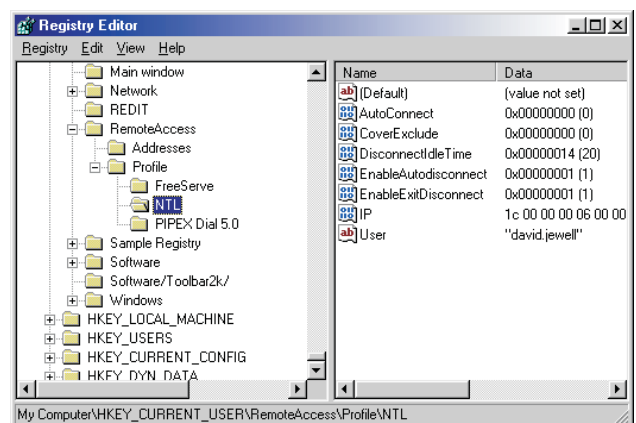 Registry Editor
Registry Edit View Help
Main window
Network
REDIT
RemoteAccess
Addresses
Profile
FreeServe
NTL
PIPEX Dial 5.0
Sample Registry
Software
Software/Toolbar2k/
Windows
HKEY_LOCAL_MACHINE
HKEY_USERS
HKEY_CURRENT_CONFIG
HKEY_DYN_DATA
Name Data
(Default) (value not set)
AutoConnect 0x00000000 (0)
CoverExclude 0x00000000 (0)
DisconnectIdleTime 0x00000014 (20)
EnableAutodisconnect 0x00000001 (1)
EnableExitDisconnect 0x00000001 (1)
IP 1c 00 00 00 06 00 00
User "david.jewell"
My Computer\HKEY_CURRENT_USER\RemoteAccess\Profile\NTL